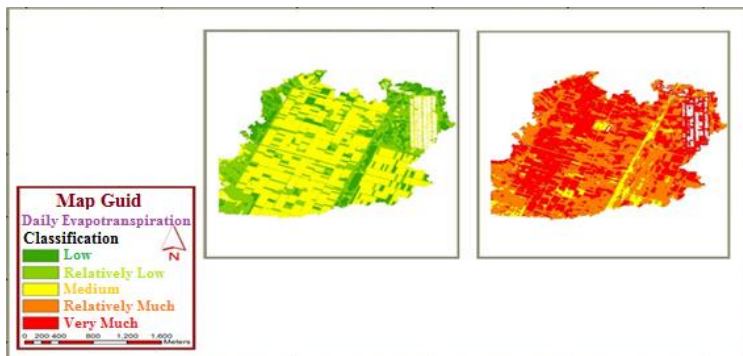 Map Guid
Daily Evapotranspiration
Classification
N
Low
Relatively Low
Medium
Relatively Much
Very Much
0 200 400 800 1,200 1,600
Meters